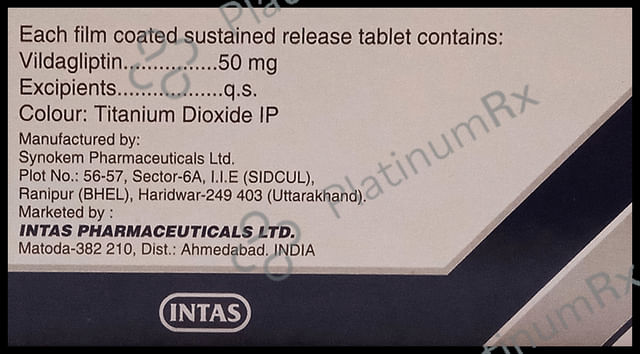 Each film coated sustained release tablet contains:
Vildagliptin................50 mg
Excipients..................q.s.
Colour: Titanium Dioxide IP
Manufactured by:
Synokem Pharmaceuticals Ltd.
Plot No.: 56-57, Sector-6A, I.I.E (SIDCUL),
Ranipur (BHEL), Haridwar-249 403 (Uttarakhand).
Marketed by :
INTAS PHARMACEUTICALS LTD.
Matoda-382 210, Dist.: Ahmedabad. INDIA
INTAS
PlatinumRx